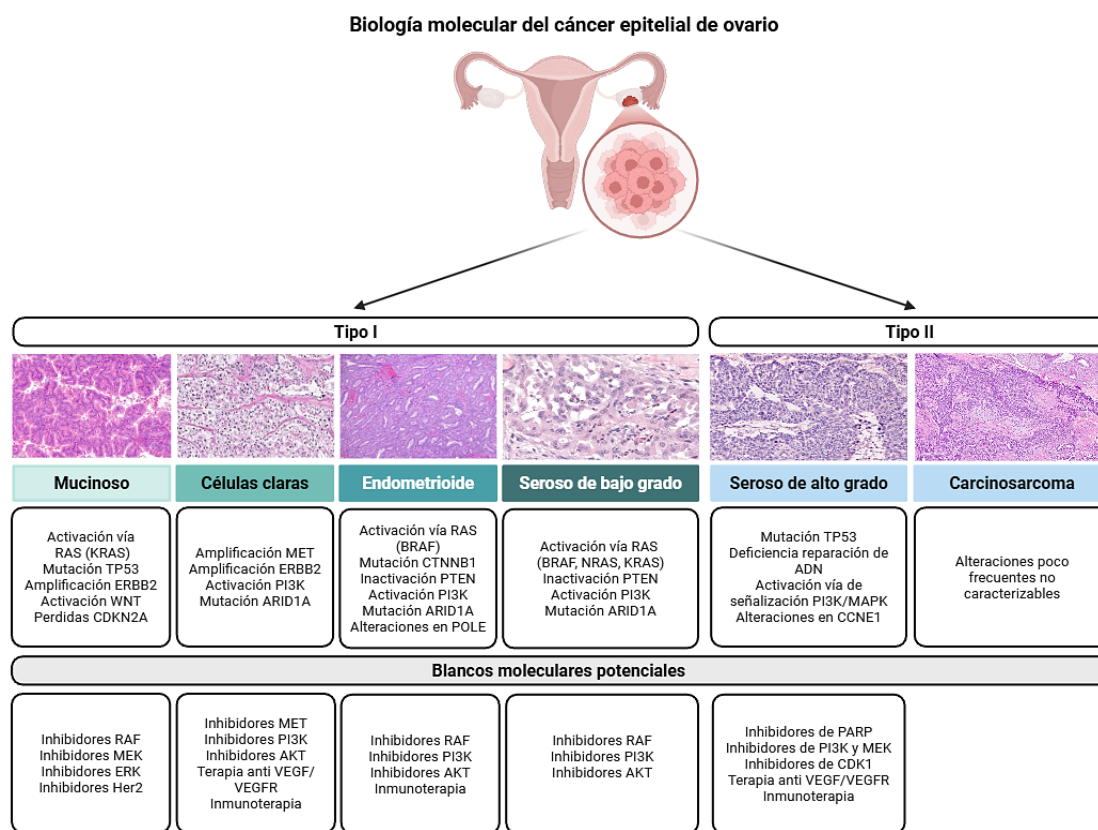 Biología molecular del cáncer epitelial de ovario
Tipo I
Tipo II
Mucinoso
Células claras
Endometrioide
Seroso de bajo grado
Seroso de alto grado
Carcinosarcoma
Activación vía
RAS (KRAS)
Mutación TP53
Amplificación ERBB2
Activación WNT
Perdidas CDKN2A
Amplificación MET
Amplificación ERBB2
Activación PI3K
Mutación ARID1A
Activación vía RAS
(BRAF)
Mutación CTNNB1
Inactivación PTEN
Activación PI3K
Mutación ARID1A
Alteraciones en POLE
Activación vía RAS
(BRAF, NRAS, KRAS)
Inactivación PTEN
Activación PI3K
Mutación ARID1A
Mutación TP53
Deficiencia reparación de
ADN
Activación vía de
señalización PI3K/MAPK
Alteraciones en CCNE1
Alteraciones poco
frecuentes no
caracterizables
Blancos moleculares potenciales
Inhibidores RAF
Inhibidores MEK
Inhibidores ERK
Inhibidores Her2
Inhibidores MET
Inhibidores PI3K
Inhibidores AKT
Terapia anti VEGF/
VEGFR
Inmunoterapia
Inhibidores RAF
Inhibidores PI3K
Inhibidores AKT
Inmunoterapia
Inhibidores RAF
Inhibidores PI3K
Inhibidores AKT
Inhibidores de PARP
Inhibidores de PI3K y MEK
Inhibidores de CDK1
Terapia anti VEGF/VEGFR
Inmunoterapia